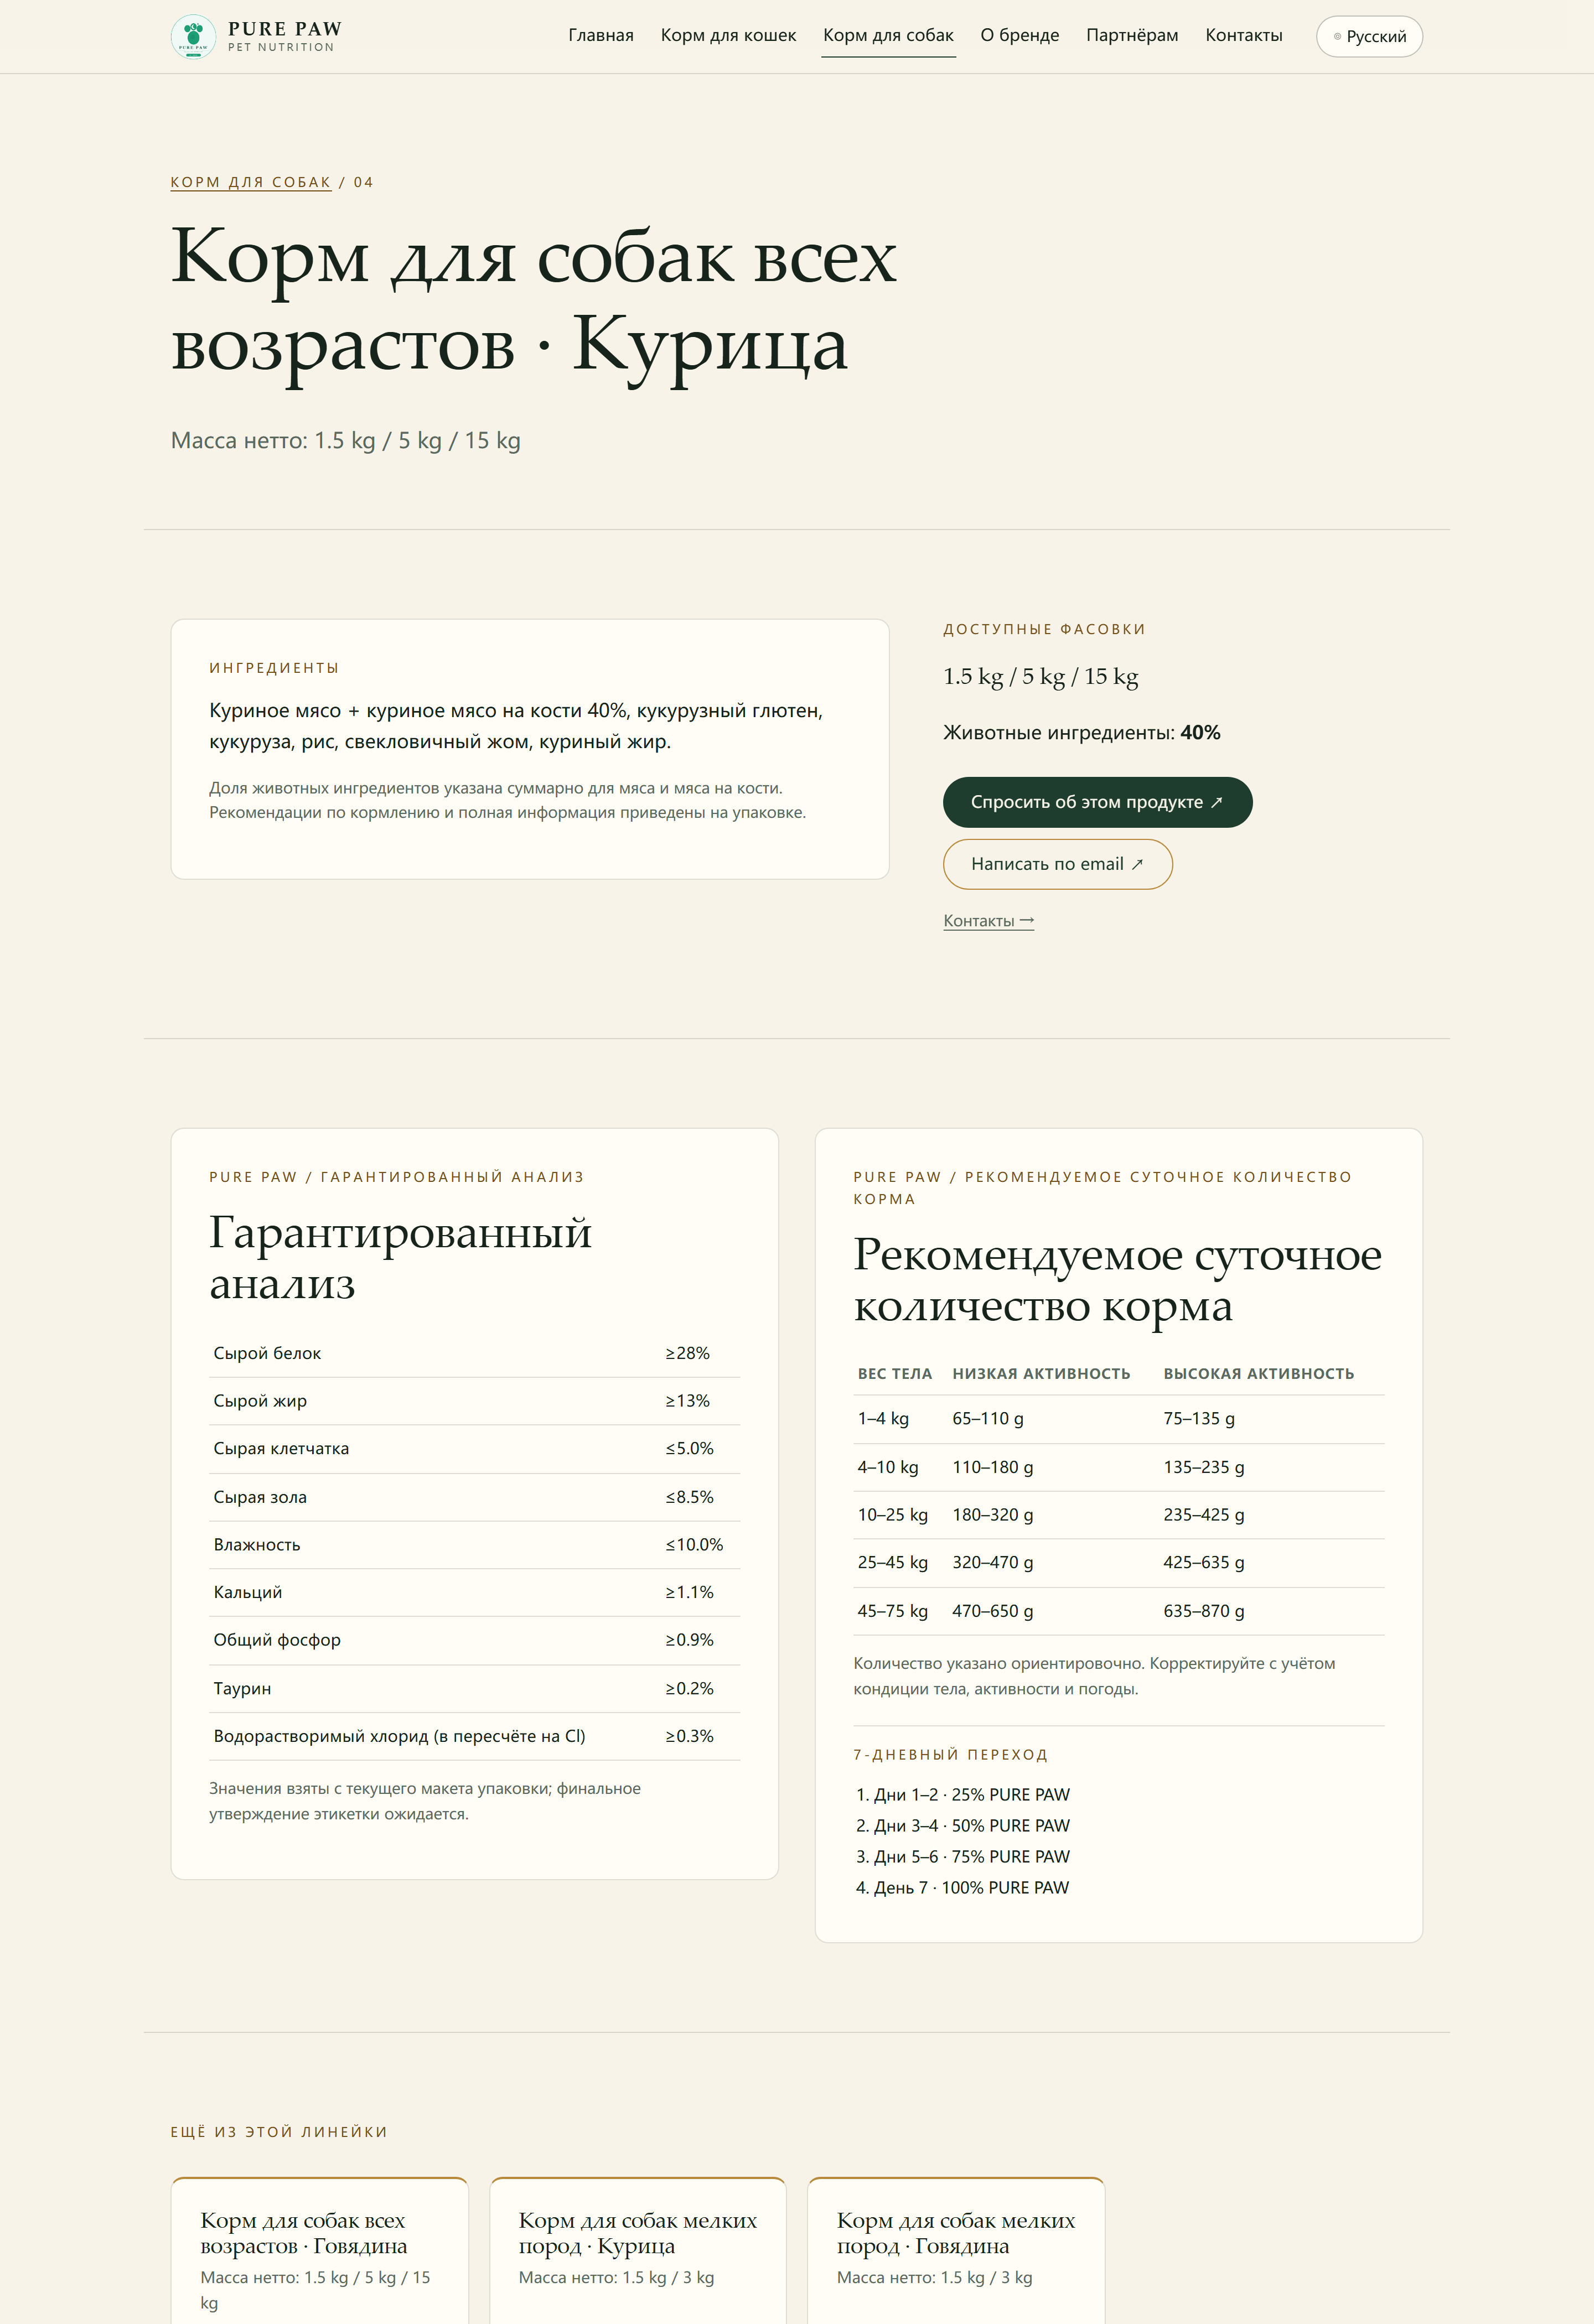 PURE PAW
PET NUTRITION
PURE PAW
Главная
Корм для кошек
Корм для собак
О бренде
Партнёрам
Контакты
Русский
КОРМ ДЛЯ СОБАК / 04
Корм для собак всех
возрастов · Курица
Масса нетто: 1.5 kg / 5 kg / 15 kg
ИНГРЕДИЕНТЫ
Куриное мясо + куриное мясо на кости 40%, кукурузный глютен,
кукуруза, рис, свекловичный жом, куриный жир.
Доля животных ингредиентов указана суммарно для мяса и мяса на кости.
Рекомендации по кормлению и полная информация приведены на упаковке.
ДОСТУПНЫЕ ФАСОВКИ
1.5 kg / 5 kg / 15 kg
Животные ингредиенты: 40%
Спросить об этом продукте ↗
Написать по email ↗
Контакты →
PURE PAW / ГАРАНТИРОВАННЫЙ АНАЛИЗ
Гарантированный
анализ
Сырой белок ≥28%
Сырой жир ≥13%
Сырая клетчатка ≤5.0%
Сырая зола ≤8.5%
Влажность ≤10.0%
Кальций ≥1.1%
Общий фосфор ≥0.9%
Таурин ≥0.2%
Водорастворимый хлорид (в пересчёте на Cl) ≥0.3%
Значения взяты с текущего макета упаковки; финальное
утверждение этикетки ожидается.
PURE PAW / РЕКОМЕНДУЕМОЕ СУТОЧНОЕ КОЛИЧЕСТВО
КОРМА
Рекомендуемое суточное
количество корма
ВЕС ТЕЛА НИЗКАЯ АКТИВНОСТЬ ВЫСОКАЯ АКТИВНОСТЬ
1–4 kg 65–110 g 75–135 g
4–10 kg 110–180 g 135–235 g
10–25 kg 180–320 g 235–425 g
25–45 kg 320–470 g 425–635 g
45–75 kg 470–650 g 635–870 g
Количество указано ориентировочно. Корректируйте с учётом
кондиции тела, активности и погоды.
7-ДНЕВНЫЙ ПЕРЕХОД
1. Дни 1–2 · 25% PURE PAW
2. Дни 3–4 · 50% PURE PAW
3. Дни 5–6 · 75% PURE PAW
4. День 7 · 100% PURE PAW
ЕЩЁ ИЗ ЭТОЙ ЛИНЕЙКИ
Корм для собак всех
возрастов · Говядина
Масса нетто: 1.5 kg / 5 kg / 15
kg
Корм для собак мелких
пород · Курица
Масса нетто: 1.5 kg / 3 kg
Корм для собак мелких
пород · Говядина
Масса нетто: 1.5 kg / 3 kg